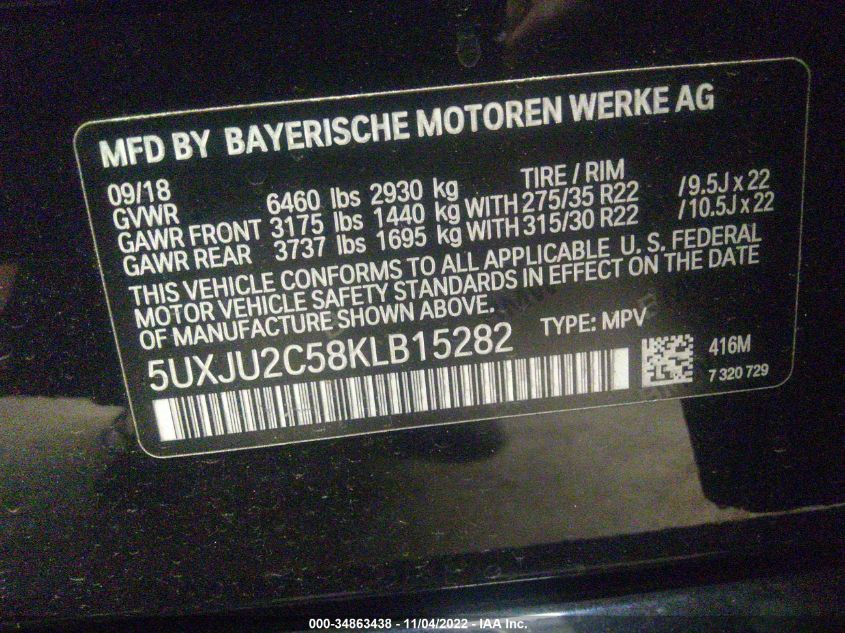 MFD BY BAYERISCHE MOTOREN WERKE AG
09/18 TIRE / RIM
GVWR 6460 lbs 2930 kg
GAWR FRONT 3175 lbs 1440 kg WITH 275/35 R22 /9.5J x 22
GAWR REAR 3737 lbs 1695 kg WITH 315/30 R22 /10.5J x 22
THIS VEHICLE CONFORMS TO ALL APPLICABLE U. S. FEDERAL
MOTOR VEHICLE SAFETY STANDARDS IN EFFECT ON THE DATE
OF MANUFACTURE SHOWN ABOVE.
5UXJU2C58KLB15282 TYPE: MPV
416M
7 320 729
000-34863438 - 11/04/2022 - IAA Inc.